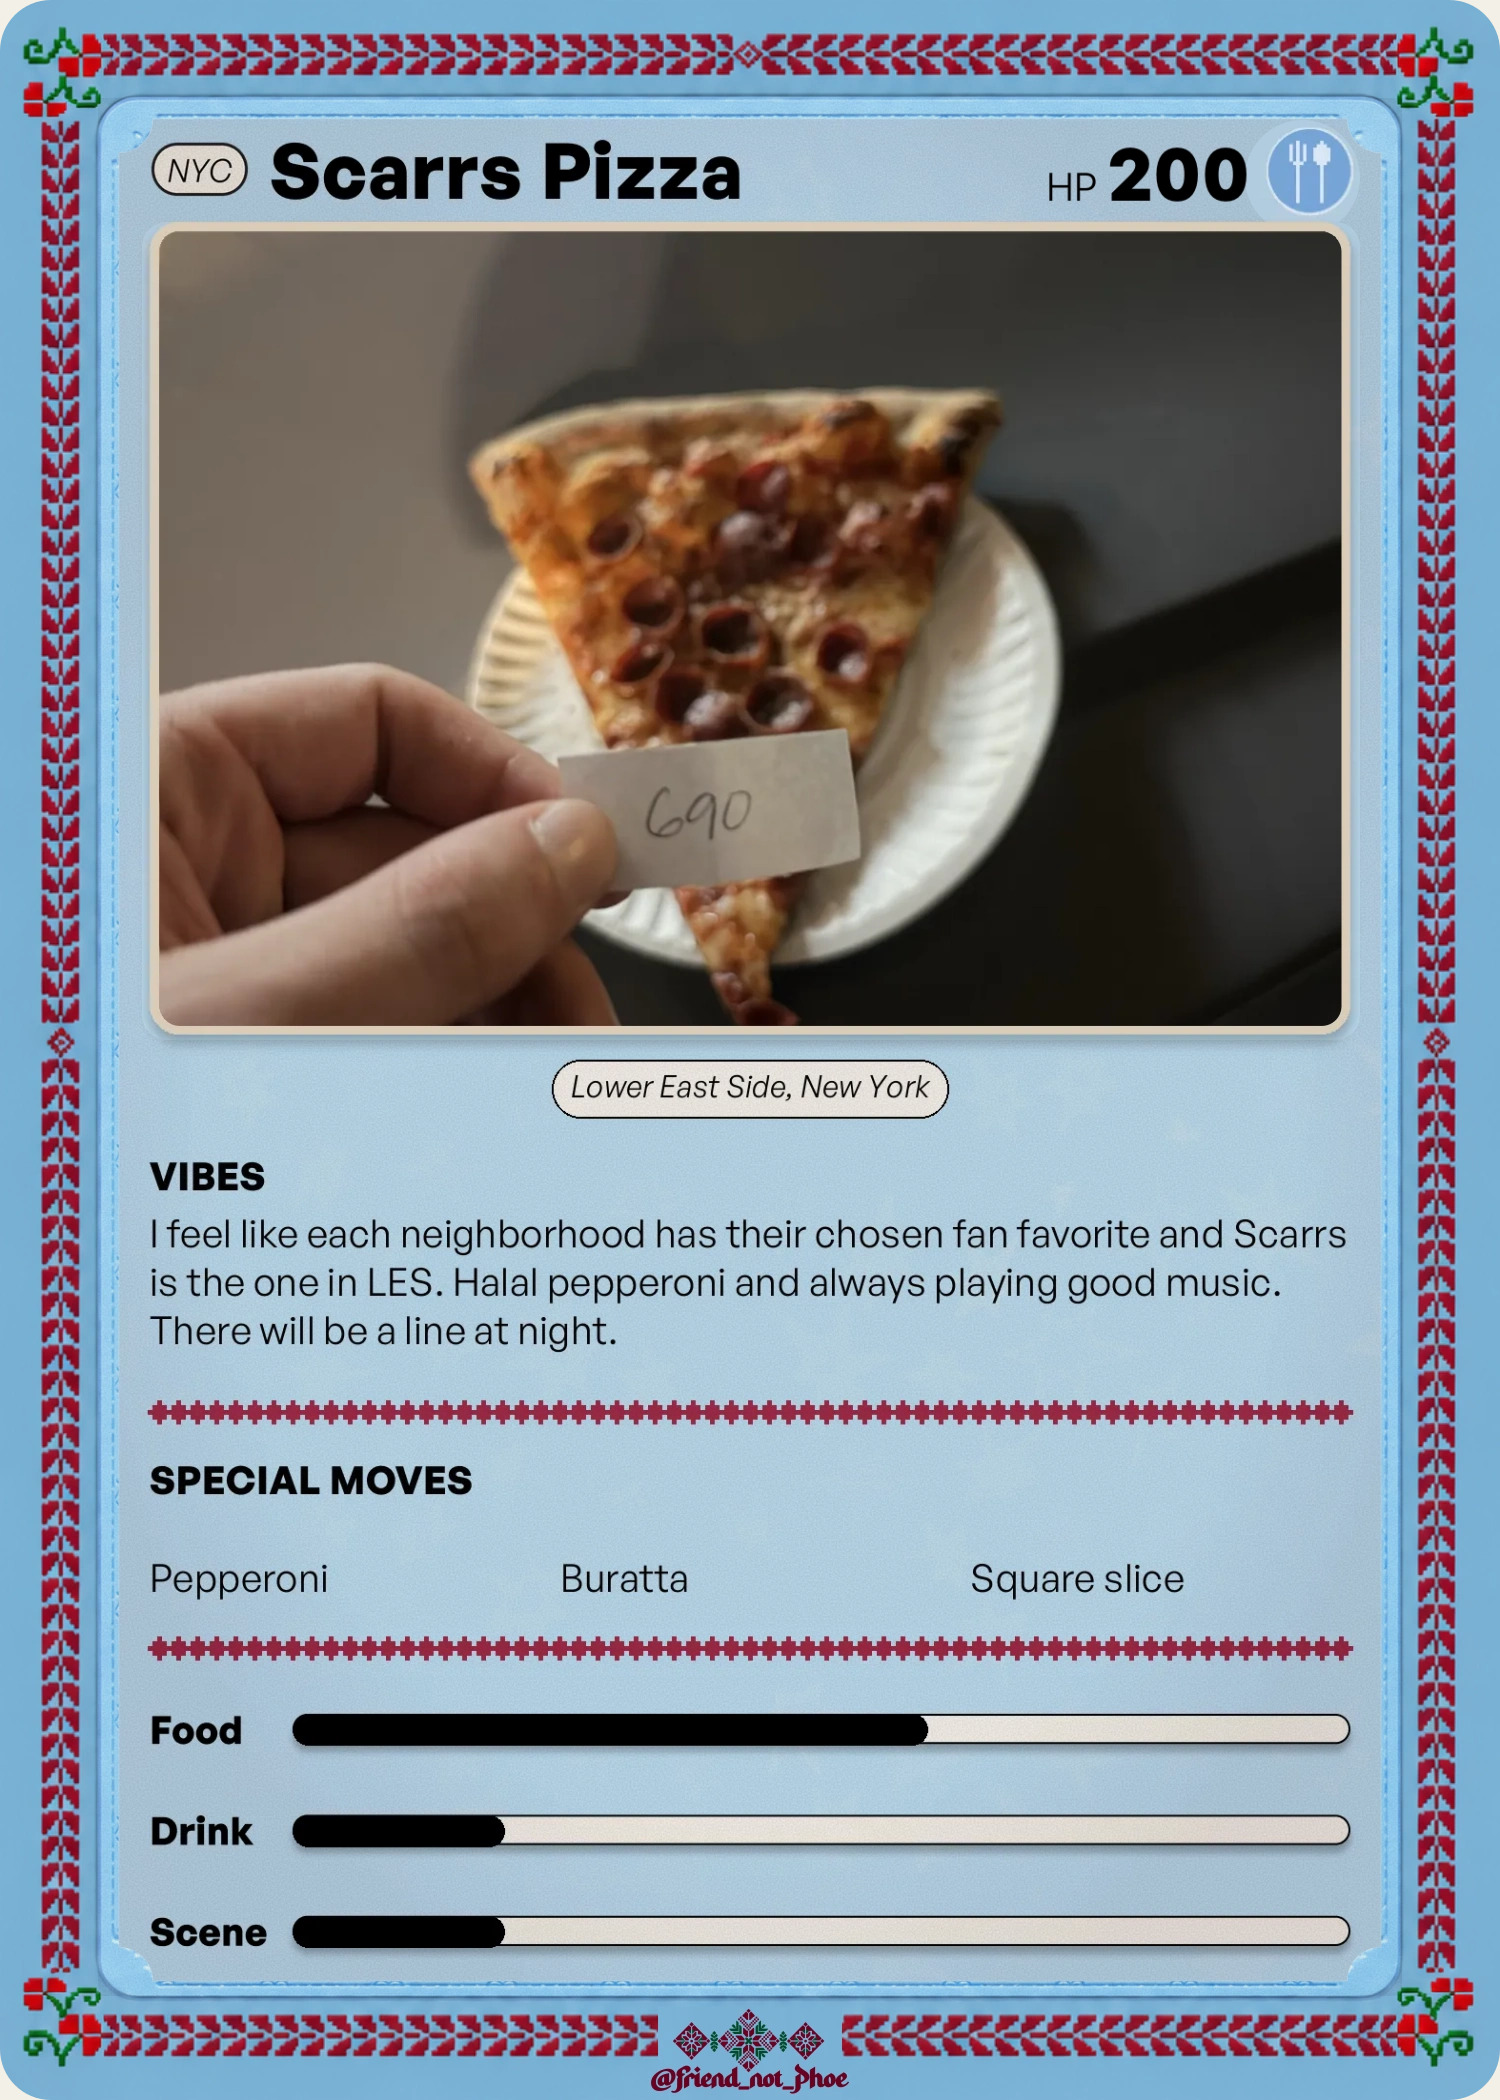 NYC Scarrs Pizza HP 200
690
Lower East Side, New York
VIBES
I feel like each neighborhood has their chosen fan favorite and Scarrs
is the one in LES. Halal pepperoni and always playing good music.
There will be a line at night.
SPECIAL MOVES
Pepperoni Buratta Square slice
Food
Drink
Scene
@friend_not_Phoe